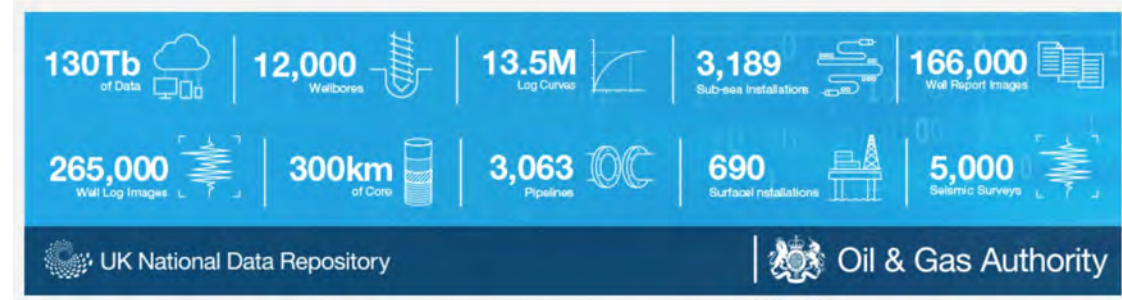 130Tb
of Data
12,000
Wellbores
13.5M
Log Curves
3,189
Sub-sea Installations
166,000
Well Report Images
265,000
Well Log Images
300km
of Core
3,063
Pipelines
690
Surfacel nstallations
5,000
Seismic Surveys
UK National Data Repository
Oil & Gas Authority